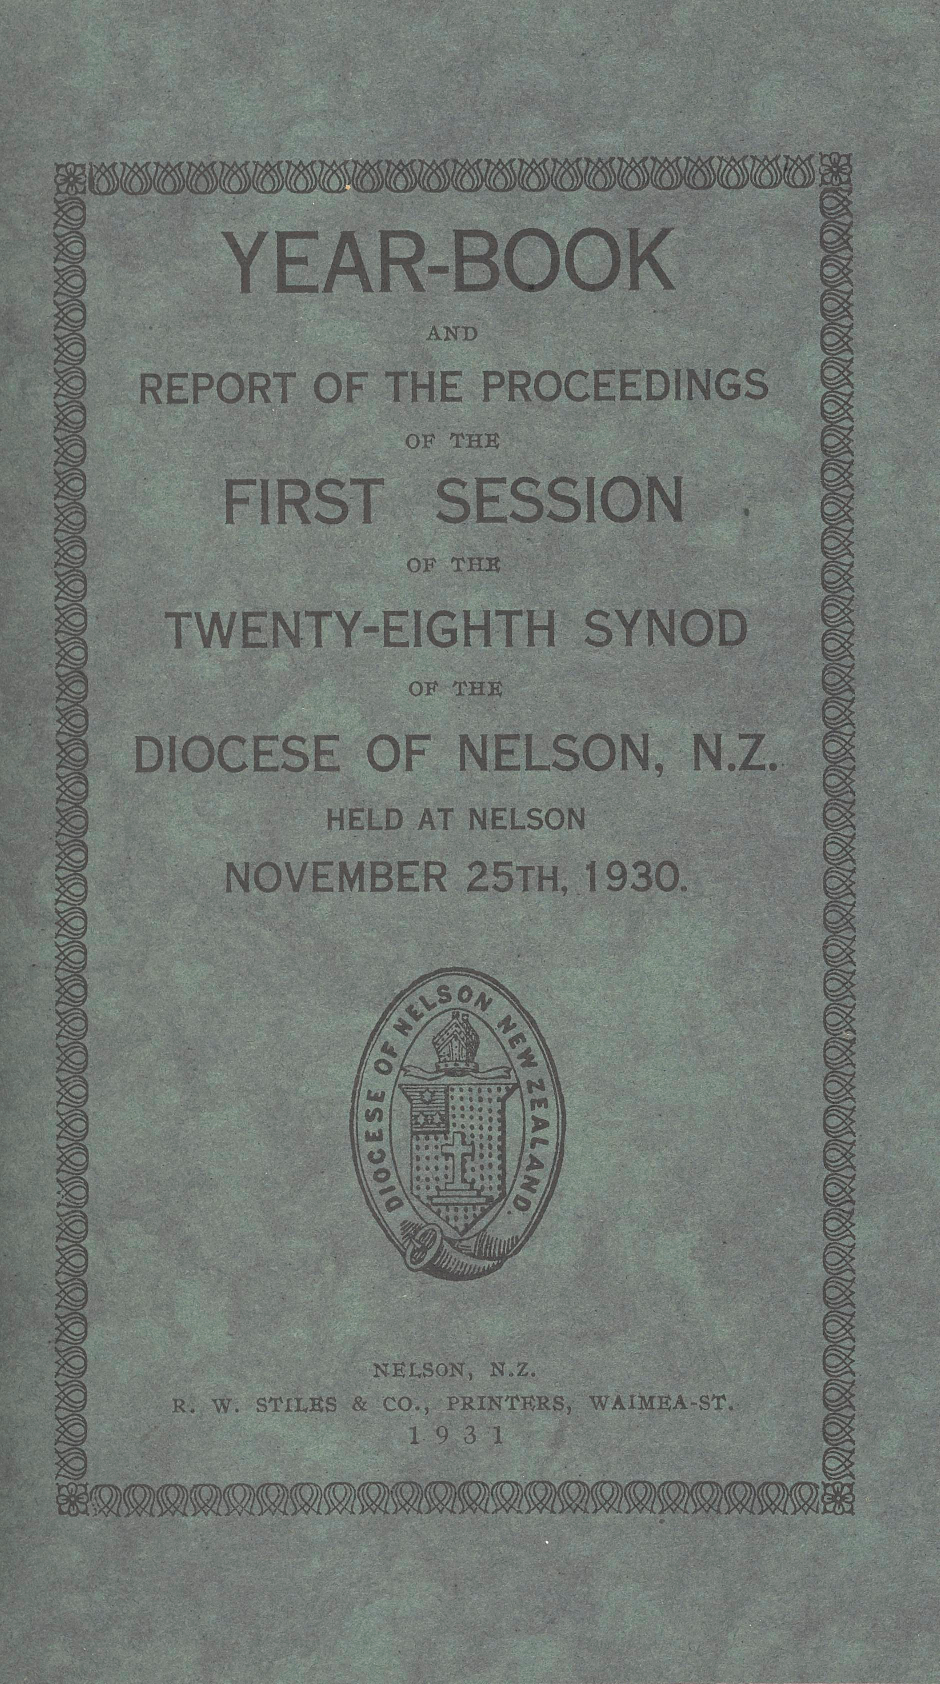 YEAR-BOOK
AND
REPORT OF THE PROCEEDINGS
OF THE
FIRST SESSION
OF THE
TWENTY-EIGHTH SYNOD
OF THE
DIOCESE OF NELSON, N.Z.
HELD AT NELSON
NOVEMBER 25TH, 1930.
DIOCESE OF NELSON NEW ZEALAND.
NELSON, N.Z.
R. W. STILES & CO., PRINTERS, WAIMEA-ST.
1931